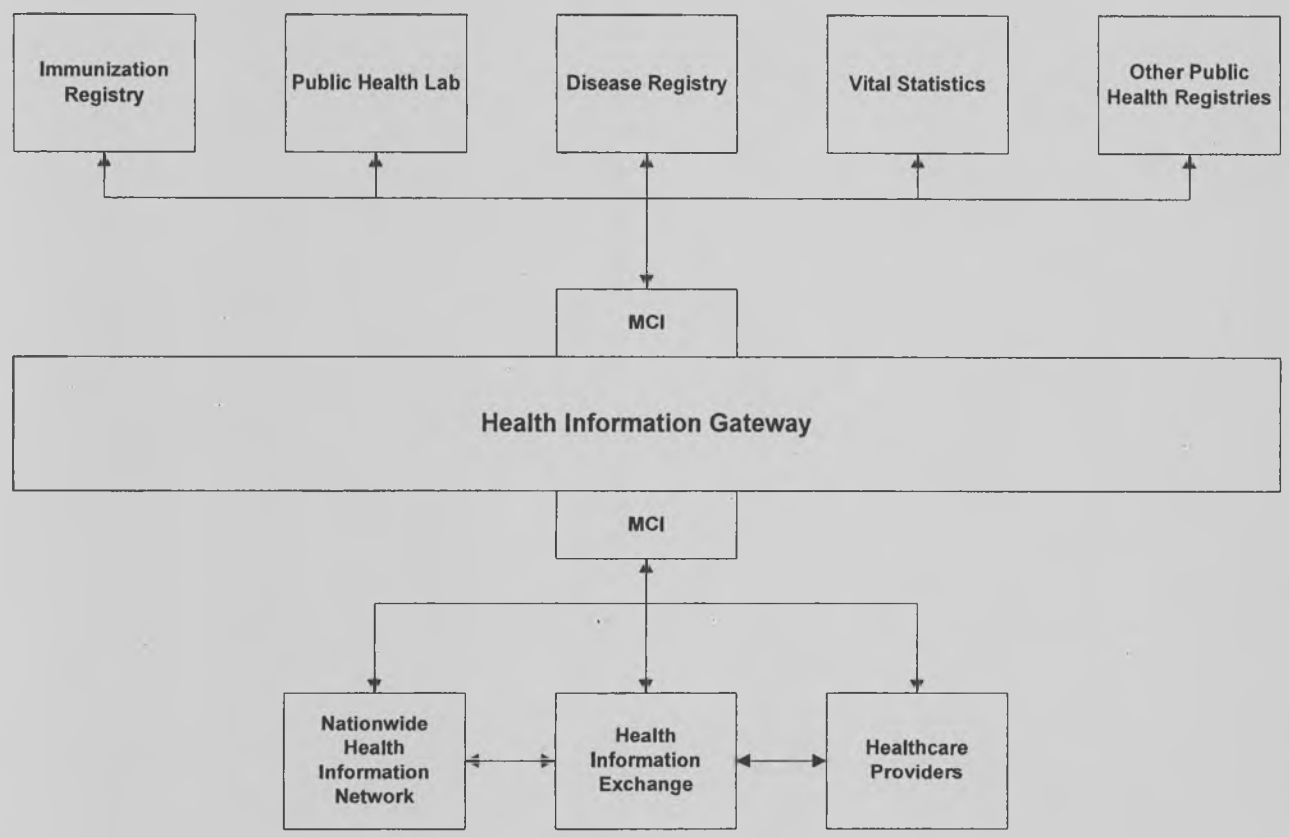 Immunization
Registry
Public Health Lab
Disease Registry
Vital Statistics
Other Public
Health Registries
MCI
Health Information Gateway
MCI
Nationwide
Health
Information
Network
Health
Information
Exchange
Healthcare
Providers